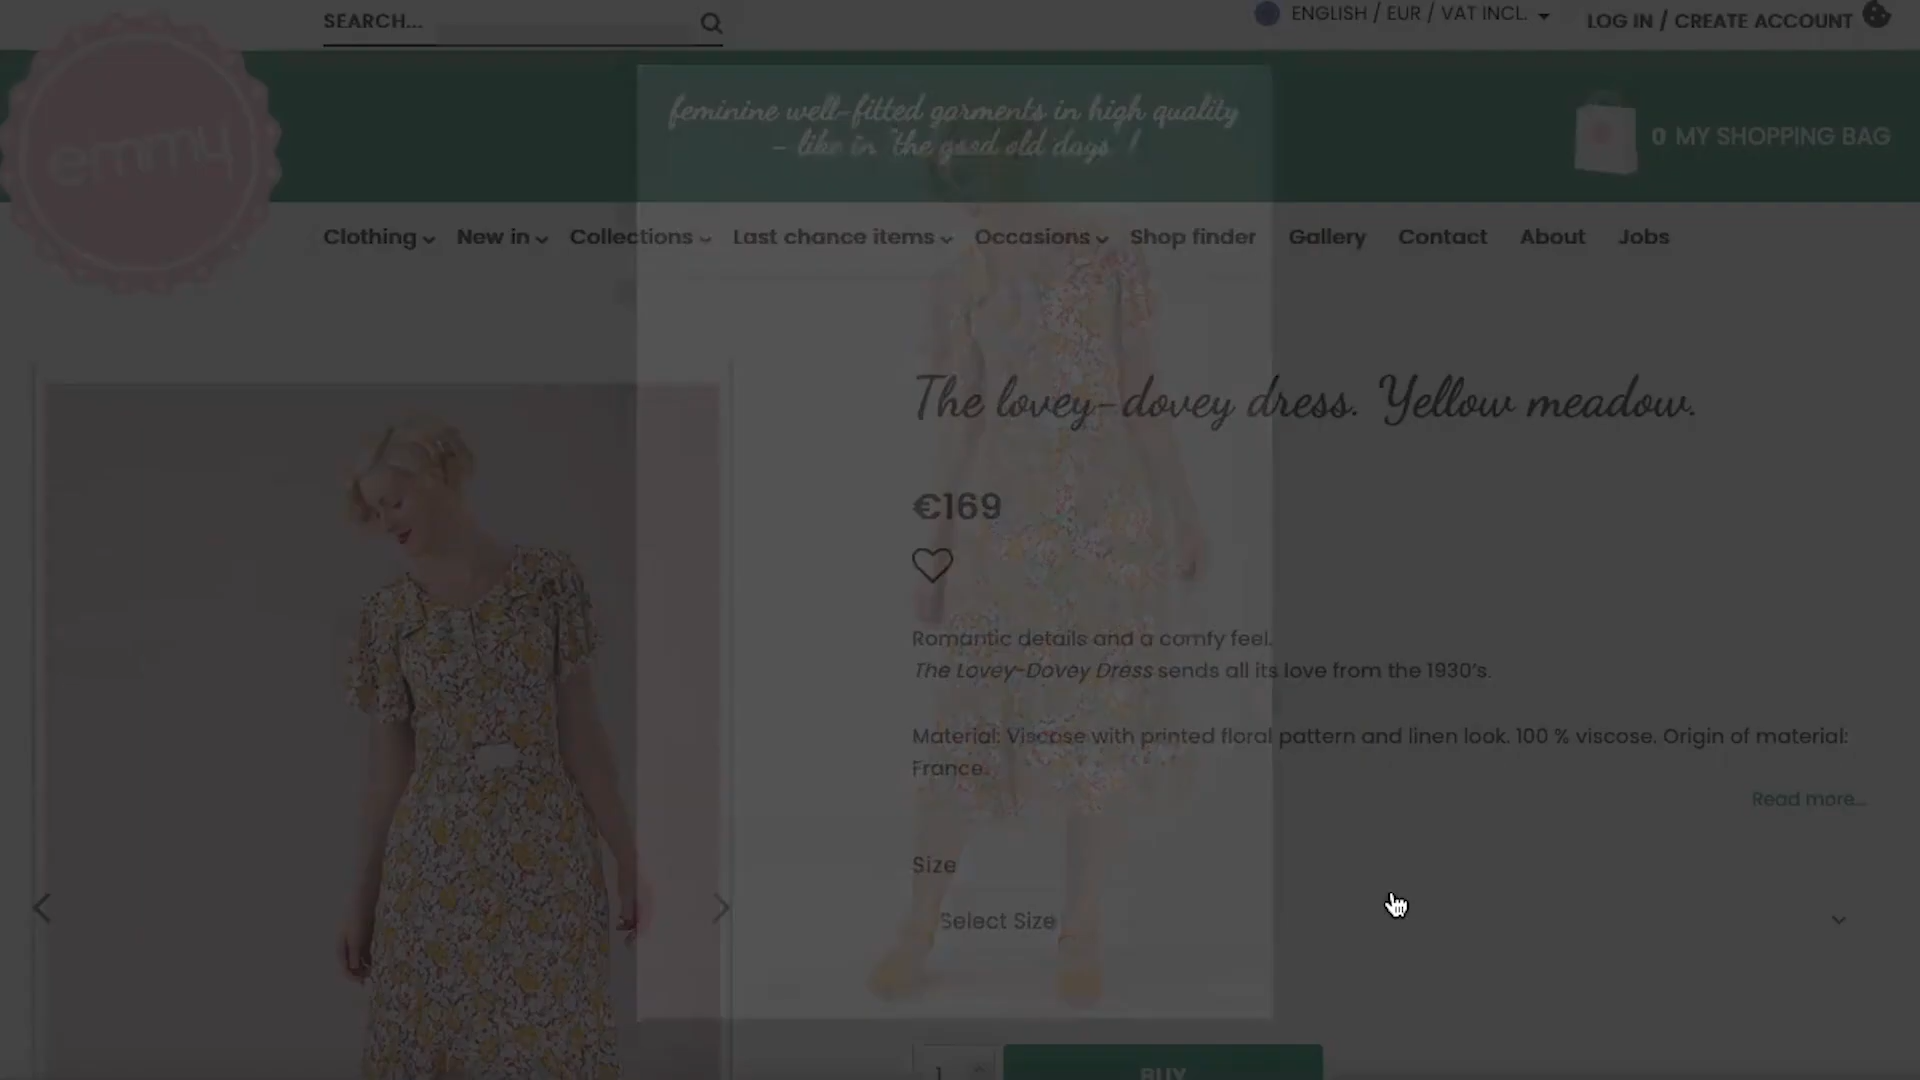 SEARCH...
ENGLISH / EUR / VAT INCL.
LOG IN / CREATE ACCOUNT
emmy
feminine well-fitted garments in high quality
– like in "the good old days"!
0 MY SHOPPING BAG
Clothing New in Collections Last chance items Occasions Shop finder Gallery Contact About Jobs
The lovey-dovey dress. Yellow meadow.
€169
Romantic details and a comfy feel.
The Lovey-Dovey Dress sends all its love from the 1930's.
Material: Viscose with printed floral pattern and linen look. 100 % viscose. Origin of material:
France.
Read more...
Size
Select Size
1
BUY